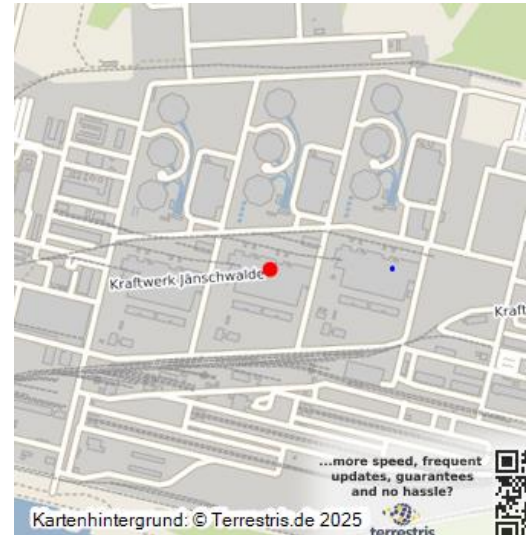 Kraftwerk Jänschwalde
Kraft
...more speed, frequent
updates, guarantees
and no hassle?
terrestris
Kartenhintergrund: © Terrestris.de 2025